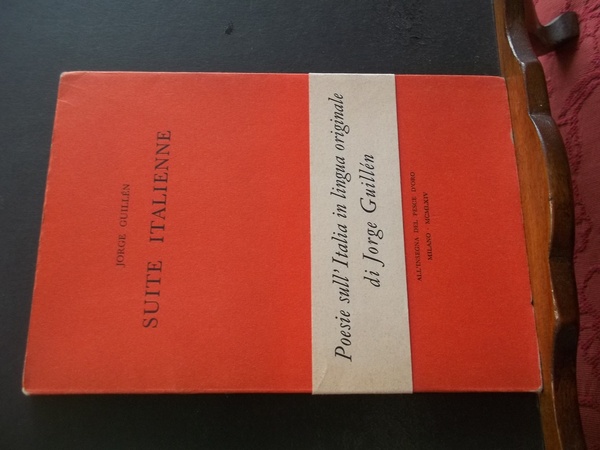 JORGE GUILLÉN
SUITE ITALIENNE
Poesie sull'Italia in lingua originale
di Jorge Guillén
ALL'INSEGNA DEL PESCE D'ORO
MILANO - MCMLXIV